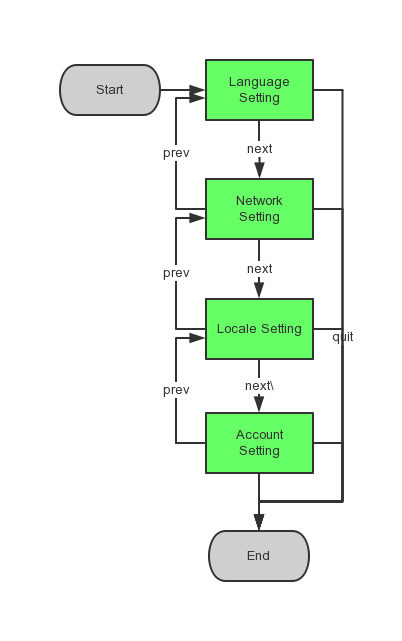 Start
Language
Setting
next
prev
Network
Setting
next
prev
Locale Setting
quit
next\
prev
Account
Setting
End